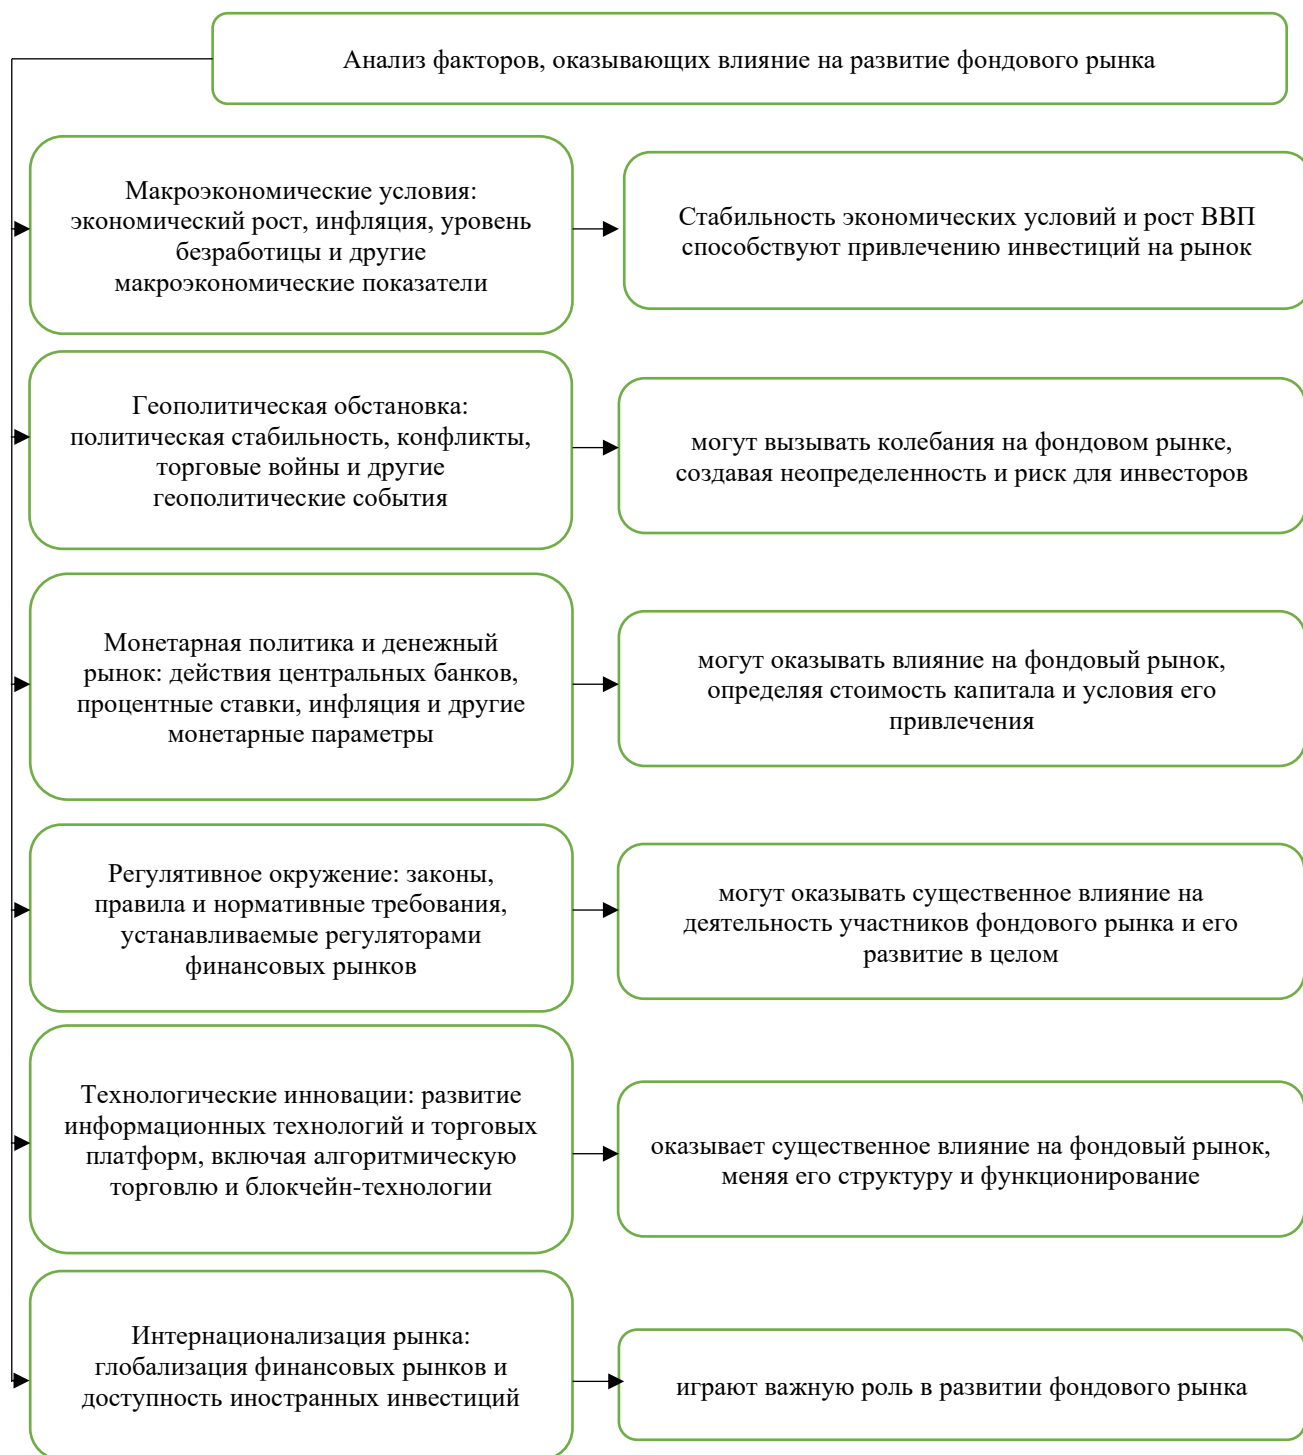 Анализ факторов, оказывающих влияние на развитие фондового рынка
Макроэкономические условия:
экономический рост, инфляция, уровень
безработицы и другие
макроэкономические показатели
Стабильность экономических условий и рост ВВП
способствуют привлечению инвестиций на рынок
Геополитическая обстановка:
политическая стабильность, конфликты,
торговые войны и другие
геополитические события
могут вызывать колебания на фондовом рынке,
создавая неопределенность и риск для инвесторов
Монетарная политика и денежный
рынок: действия центральных банков,
процентные ставки, инфляция и другие
монетарные параметры
могут оказывать влияние на фондовый рынок,
определяя стоимость капитала и условия его
привлечения
Регулятивное окружение: законы,
правила и нормативные требования,
устанавливаемые регуляторами
финансовых рынков
могут оказывать существенное влияние на
деятельность участников фондового рынка и его
развитие в целом
Технологические инновации: развитие
информационных технологий и торговых
платформ, включая алгоритмическую
торговлю и блокчейн-технологии
оказывает существенное влияние на фондовый рынок,
меняя его структуру и функционирование
Интернационализация рынка:
глобализация финансовых рынков и
доступность иностранных инвестиций
играют важную роль в развитии фондового рынка